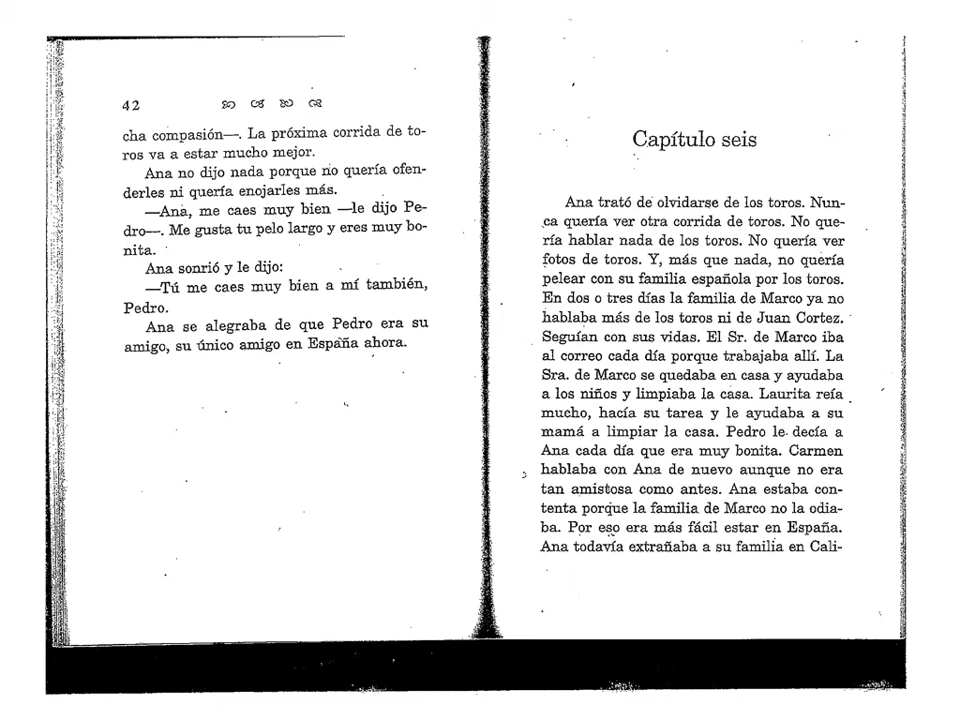 42
cha compasión—. La próxima corrida de to-
ros va a estar mucho mejor.
Ana no dijo nada porque no quería ofen-
derles ni quería enojarles más.
—Ana, me caes muy bien —le dijo Pe-
dro—. Me gusta tu pelo largo y eres muy bo-
nita.
Ana sonrió y le dijo:
—Tú me caes muy bien a mí también,
Pedro.
Ana se alegraba de que Pedro era su
amigo, su único amigo en España ahora.
Capítulo seis
Ana trató de olvidarse de los toros. Nun-
ca quería ver otra corrida de toros. No que-
ría hablar nada de los toros. No quería ver
fotos de toros. Y, más que nada, no quería
pelear con su familia española por los toros.
En dos o tres días la familia de Marco ya no
hablaba más de los toros ni de Juan Cortez.
Seguían con sus vidas. El Sr. de Marco iba
al correo cada día porque trabajaba allí. La
Sra. de Marco se quedaba en casa y ayudaba
a los niños y limpiaba la casa. Laurita reía
mucho, hacía su tarea y le ayudaba a su
mamá a limpiar la casa. Pedro le decía a
Ana cada día que era muy bonita. Carmen
hablaba con Ana de nuevo aunque no era
tan amistosa como antes. Ana estaba con-
tenta porque la familia de Marco no la odia-
ba. Por eso era más fácil estar en España.
Ana todavía extrañaba a su familia en Cali-